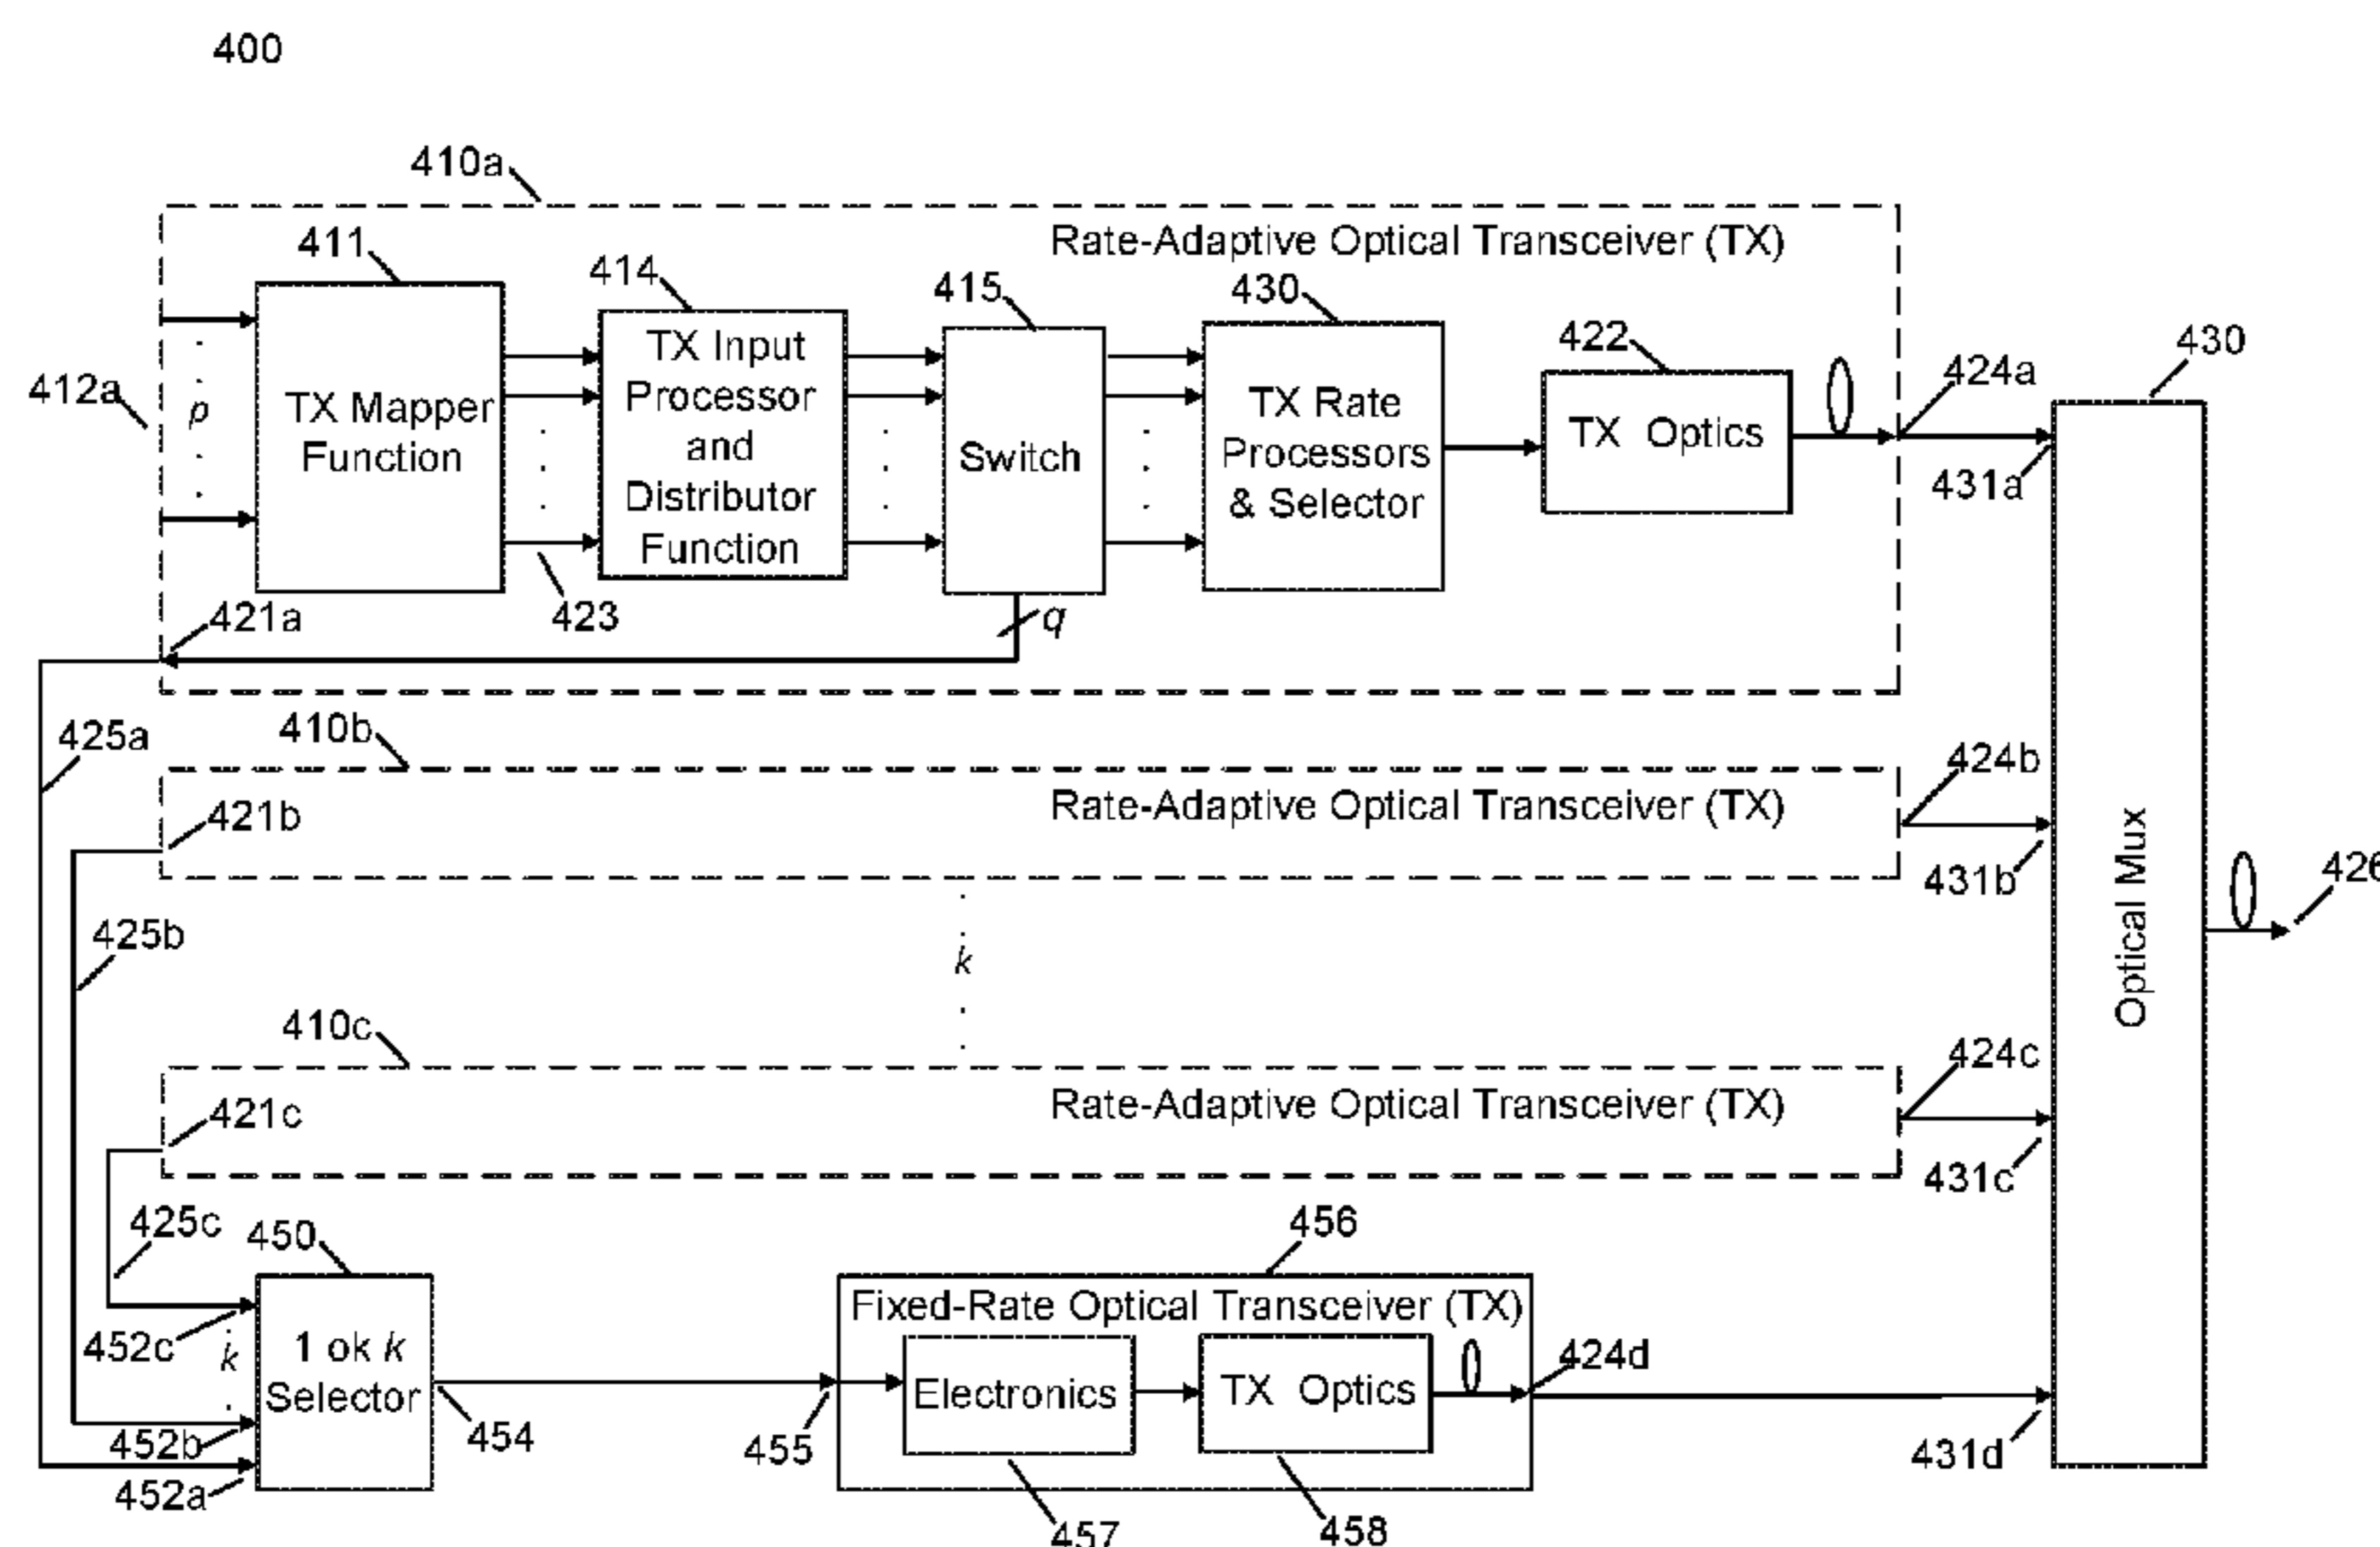 400
410a
Rate-Adaptive Optical Transceiver (TX)
411
414
415
430
422
424a
430
412a
p
TX Mapper
Function
TX Input
Processor
and
Distributor
Function
Switch
TX Rate
Processors
& Selector
TX Optics
431a
421a
423
q
425a
410b
424b
421b
Rate-Adaptive Optical Transceiver (TX)
431b
426
425b
k
Optical Mux
410c
424c
421c
Rate-Adaptive Optical Transceiver (TX)
431c
425c
450
456
Fixed-Rate Optical Transceiver (TX)
452c
k
1 ok k
Selector
Electronics
TX Optics
424d
452b
454
455
431d
452a
457
458